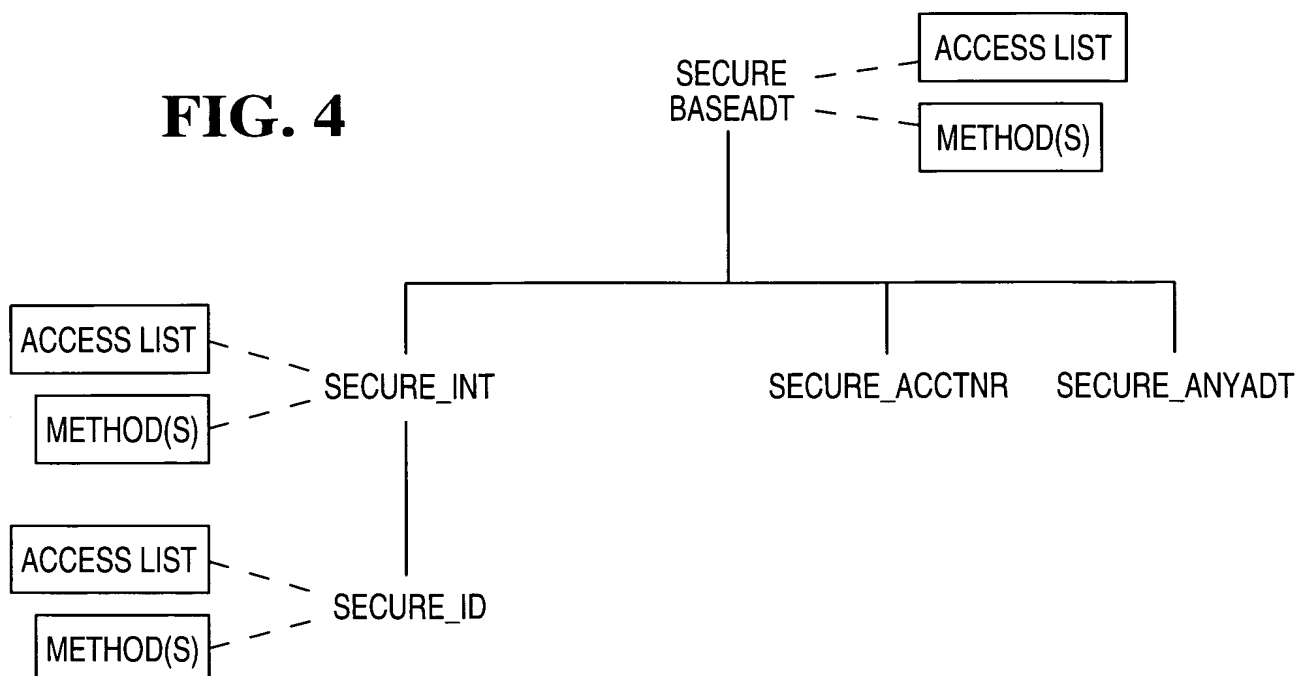 FIG. 4
SECURE
BASEADT
ACCESS LIST
METHOD(S)
ACCESS LIST
METHOD(S)
SECURE_INT
SECURE_ACCTNR
SECURE_ANYADT
ACCESS LIST
METHOD(S)
SECURE_ID